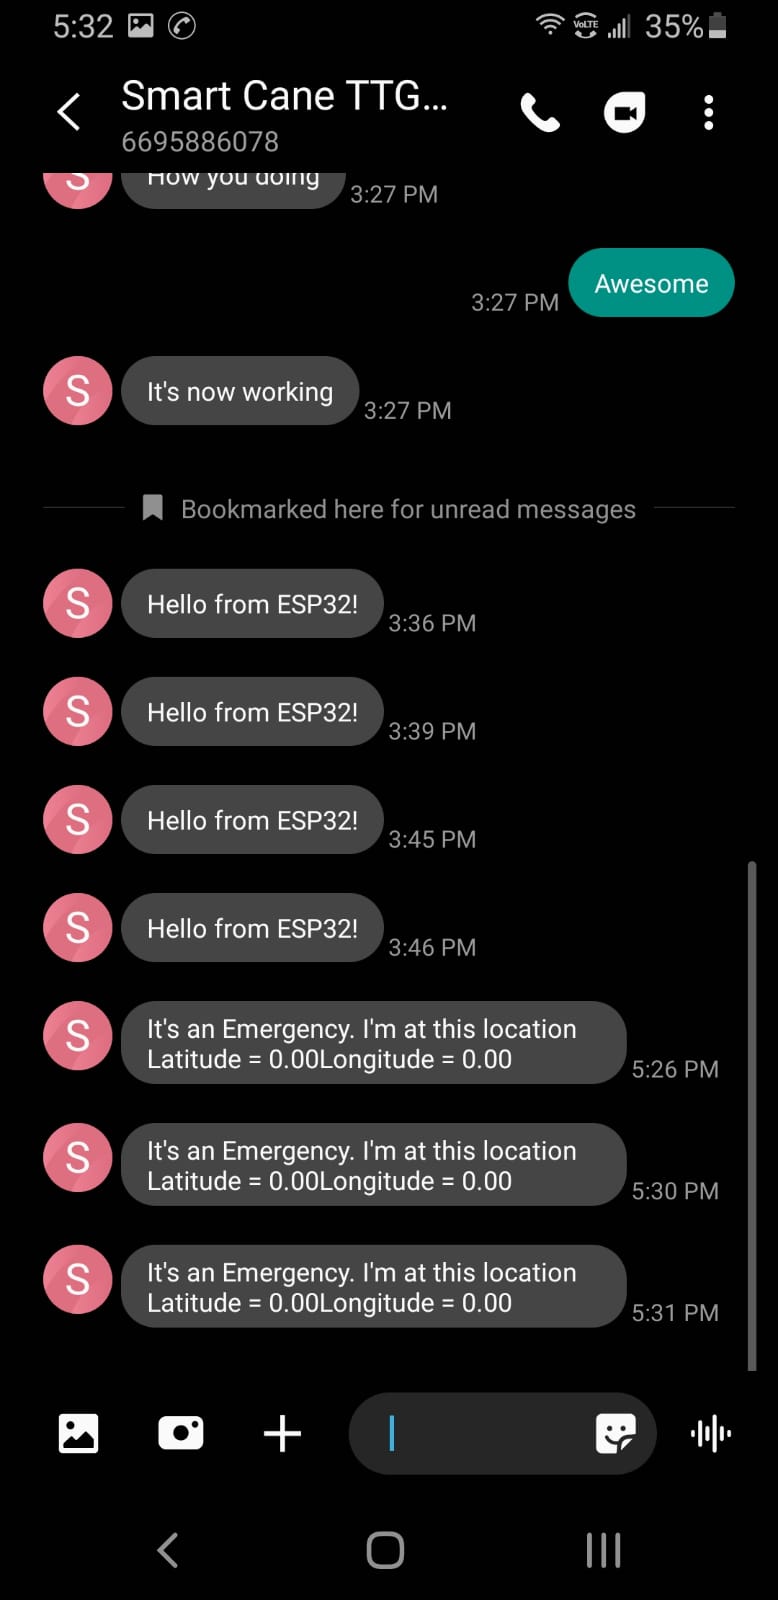 5:32
VoLTE
35%
Smart Cane TTG...
6695886078
How you doing
3:27 PM
Awesome
3:27 PM
It's now working
3:27 PM
Bookmarked here for unread messages
S
Hello from ESP32!
3:36 PM
S
Hello from ESP32!
3:39 PM
S
Hello from ESP32!
3:45 PM
S
Hello from ESP32!
3:46 PM
S
It's an Emergency. I'm at this location
Latitude = 0.00Longitude = 0.00
5:26 PM
S
It's an Emergency. I'm at this location
Latitude = 0.00Longitude = 0.00
5:30 PM
S
It's an Emergency. I'm at this location
Latitude = 0.00Longitude = 0.00
5:31 PM